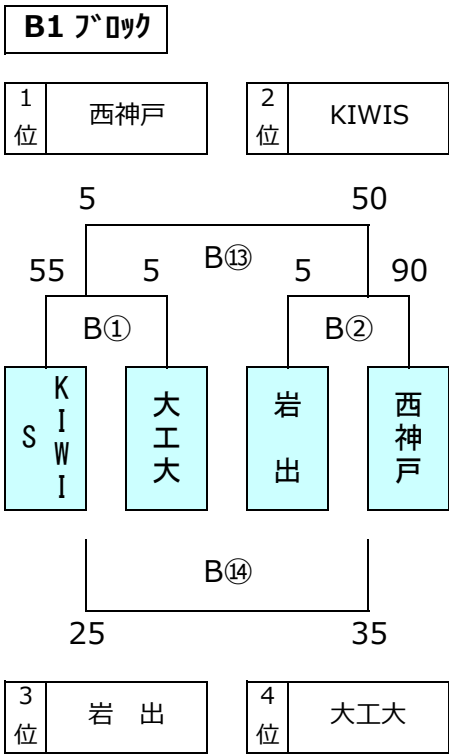 B1 ﾌﾞﾛｯｸ
1位 西神戸 2位 KIWIS
5 50
B⑬
55 5 5 90
B① B②
KIWIS 大工大 岩出 西神戸
B⑭
25 35
3位 岩　出 4位 大工大